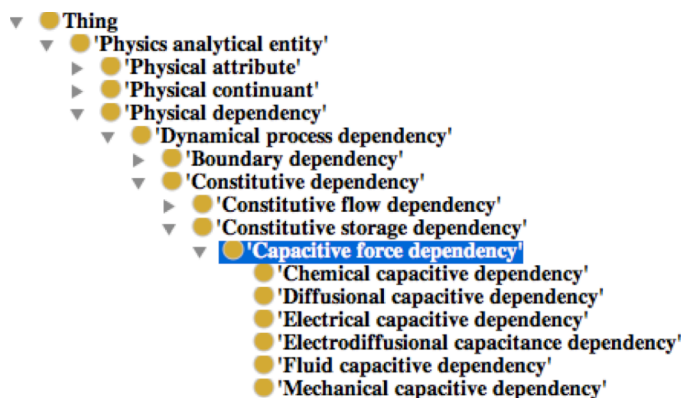 Thing
'Physics analytical entity'
'Physical attribute'
'Physical continuant'
'Physical dependency'
'Dynamical process dependency'
'Boundary dependency'
'Constitutive dependency'
'Constitutive flow dependency'
'Constitutive storage dependency'
'Capacitive force dependency'
'Chemical capacitive dependency'
'Diffusional capacitive dependency'
'Electrical capacitive dependency'
'Electrodiffusional capacitance dependency'
'Fluid capacitive dependency'
'Mechanical capacitive dependency'